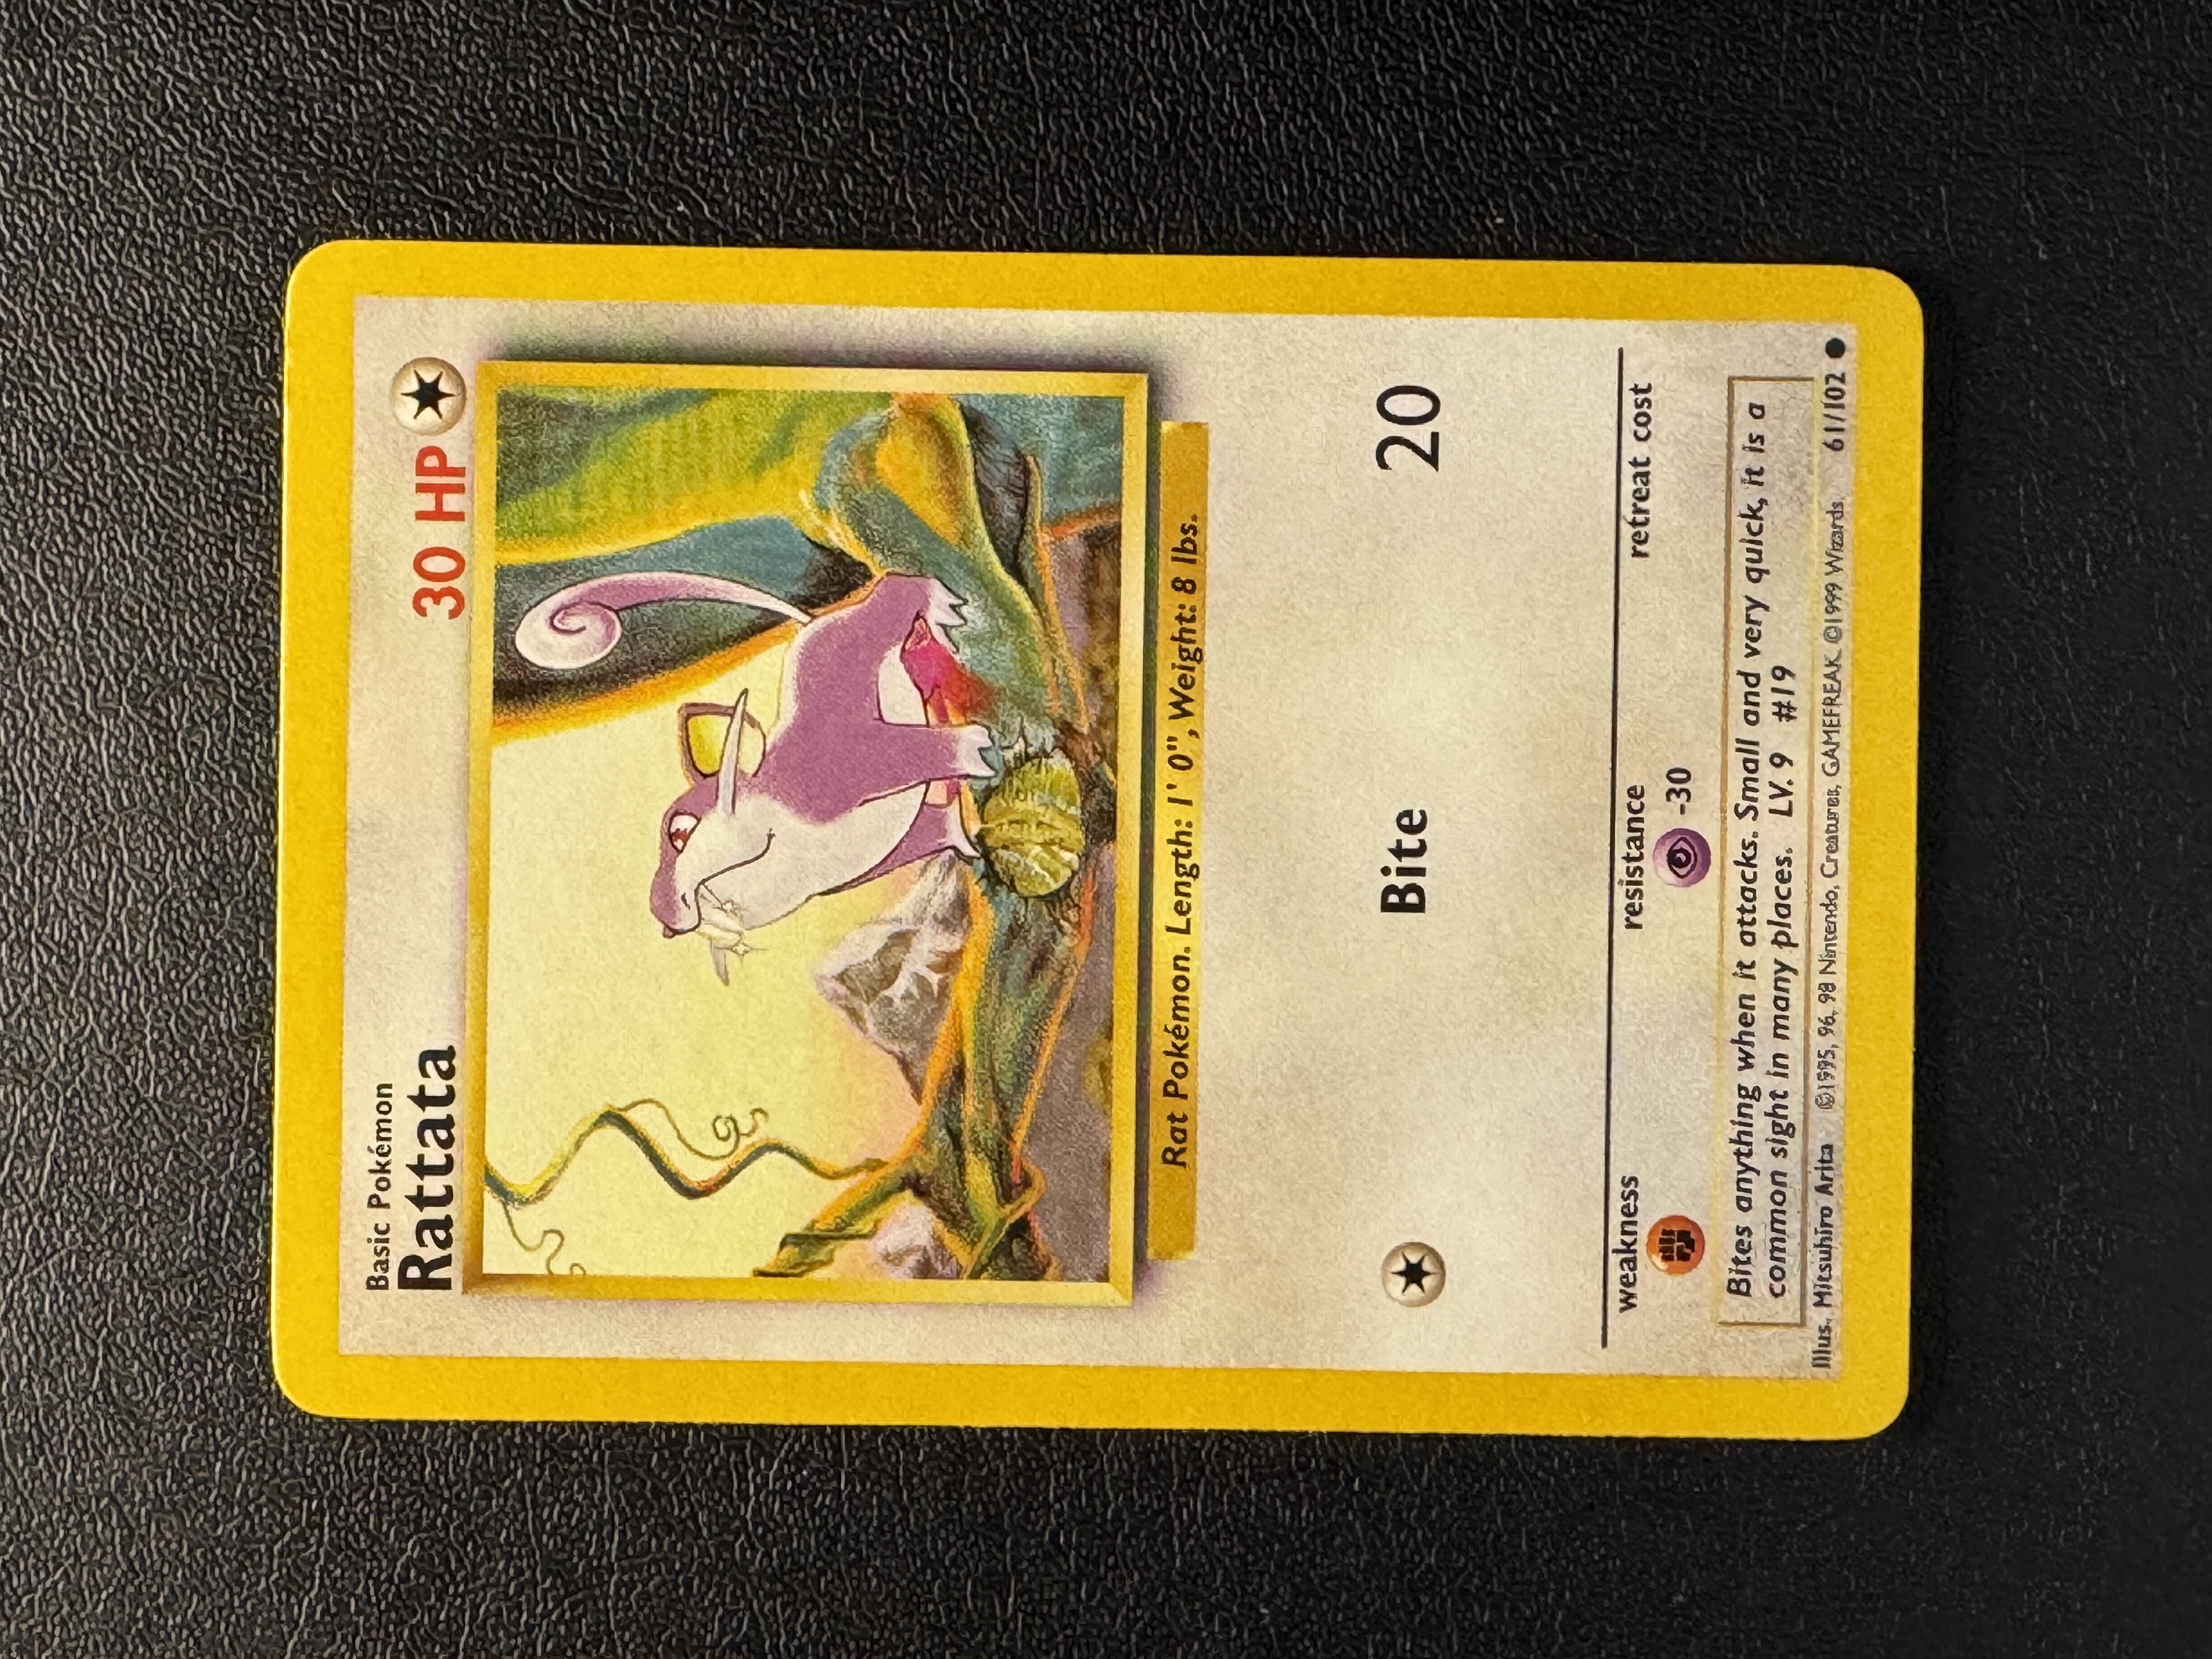 Basic Pokémon
Rattata
30 HP
Rat Pokémon. Length: 1' 0", Weight: 8 lbs.
Bite 20
weakness resistance retreat cost
-30
Bites anything when it attacks. Small and very quick, it is a
common sight in many places. LV. 9 #19
Illus. Mitsuhiro Arita ©1995, 96, 98 Nintendo, Creatures, GAMEFREAK ©1999 Wizards. 61/102